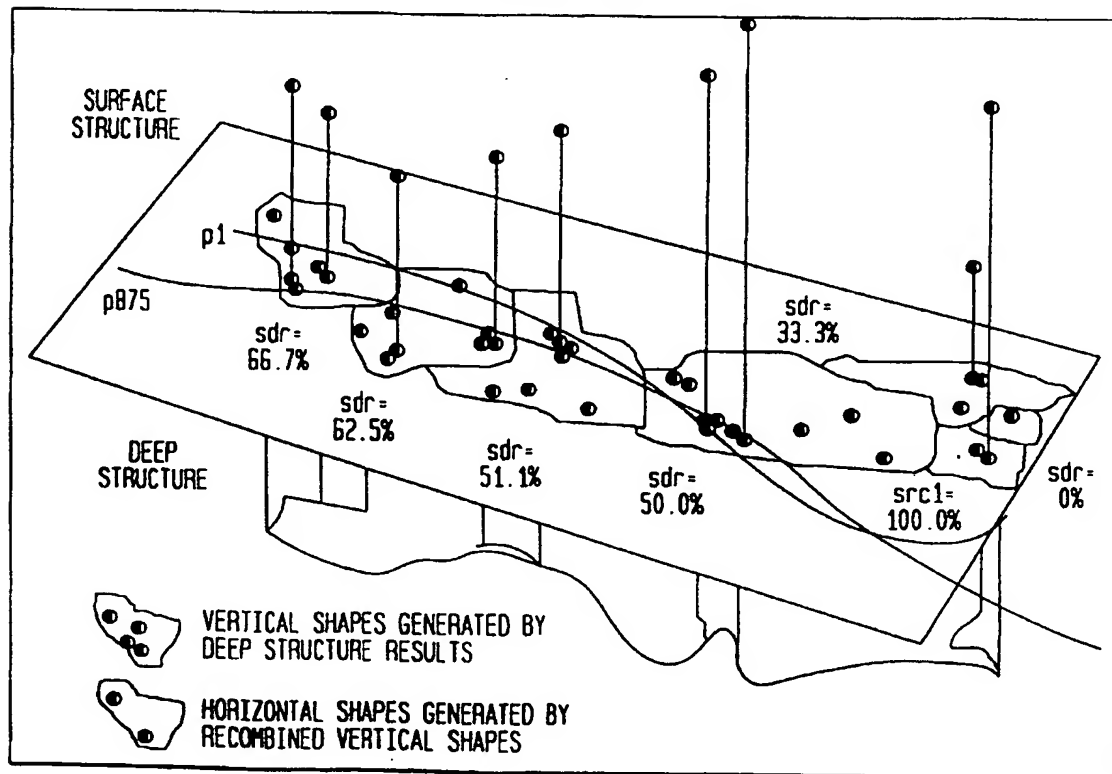 SURFACE
STRUCTURE
p1
p875
sdr=
66.7%
sdr=
62.5%
sdr=
51.1%
sdr=
50.0%
sdr=
33.3%
src1=
100.0%
sdr=
0%
DEEP
STRUCTURE
VERTICAL SHAPES GENERATED BY
DEEP STRUCTURE RESULTS
HORIZONTAL SHAPES GENERATED BY
RECOMBINED VERTICAL SHAPES